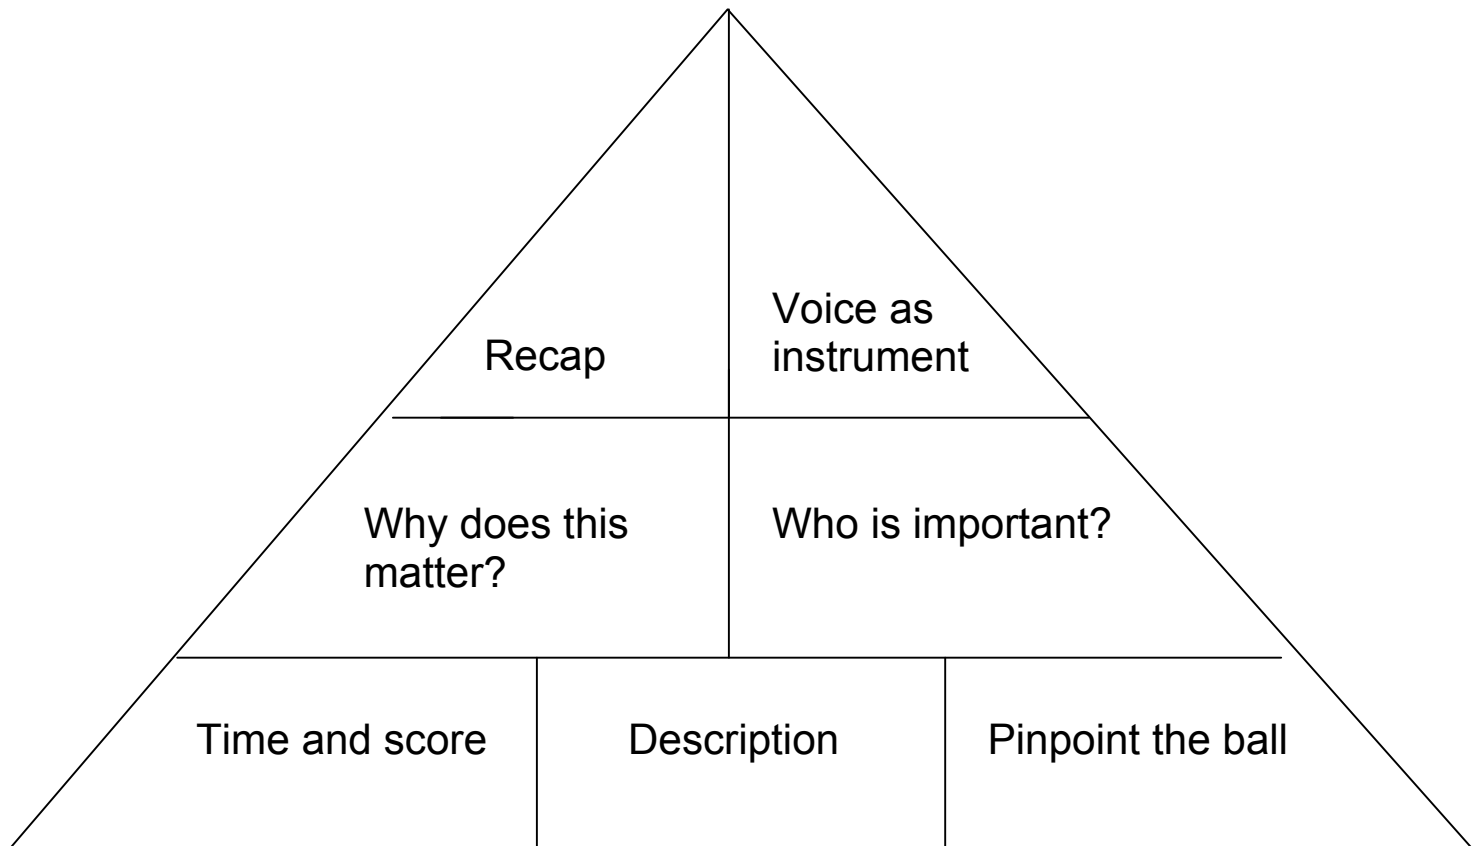 Recap
Voice as
instrument
Why does this
matter?
Who is important?
Time and score
Description
Pinpoint the ball